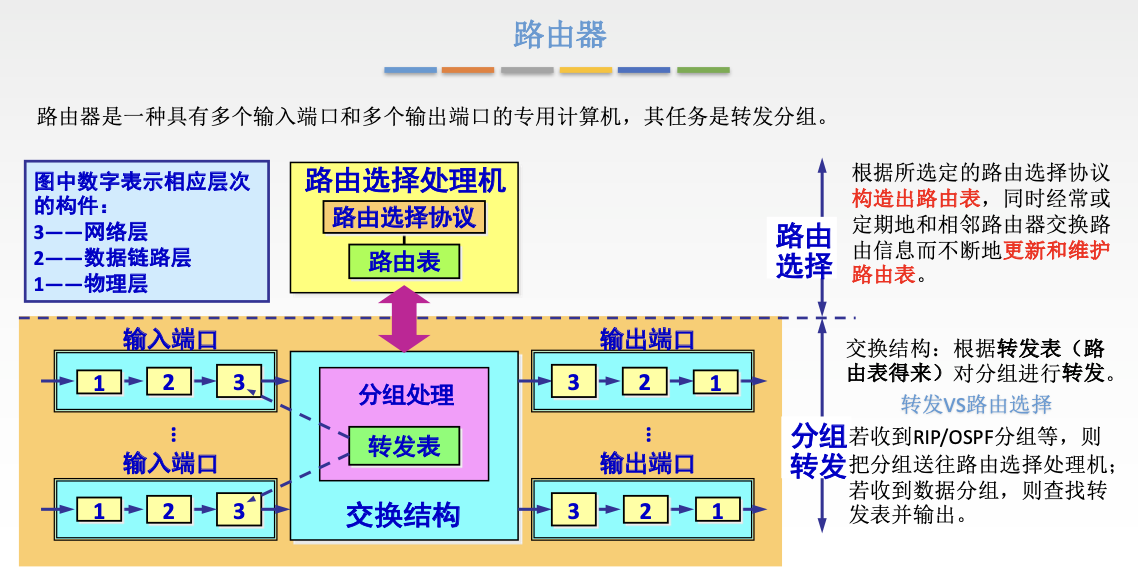 路由器
路由器是一种具有多个输入端口和多个输出端口的专用计算机，其任务是转发分组。
图中数字表示相应层次
的构件：
3——网络层
2——数据链路层
1——物理层
路由选择处理机
路由选择协议
路由表
路由
选择
根据所选定的路由选择协议
构造出路由表，同时经常或
定期地和相邻路由器交换路
由信息而不断地更新和维护
路由表。
输入端口
1 2 3
⋮
输入端口
1 2 3
分组处理
转发表
交换结构
输出端口
3 2 1
⋮
输出端口
3 2 1
分组
转发
交换结构：根据转发表（路
由表得来）对分组进行转发。
转发VS路由选择
若收到RIP/OSPF分组等，则
把分组送往路由选择处理机；
若收到数据分组，则查找转
发表并输出。